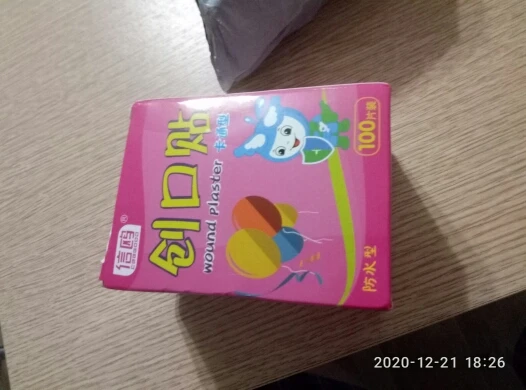 信鸥®
创口贴
卡通型
wound plaster
100片装
防水型
2020-12-21 18:26